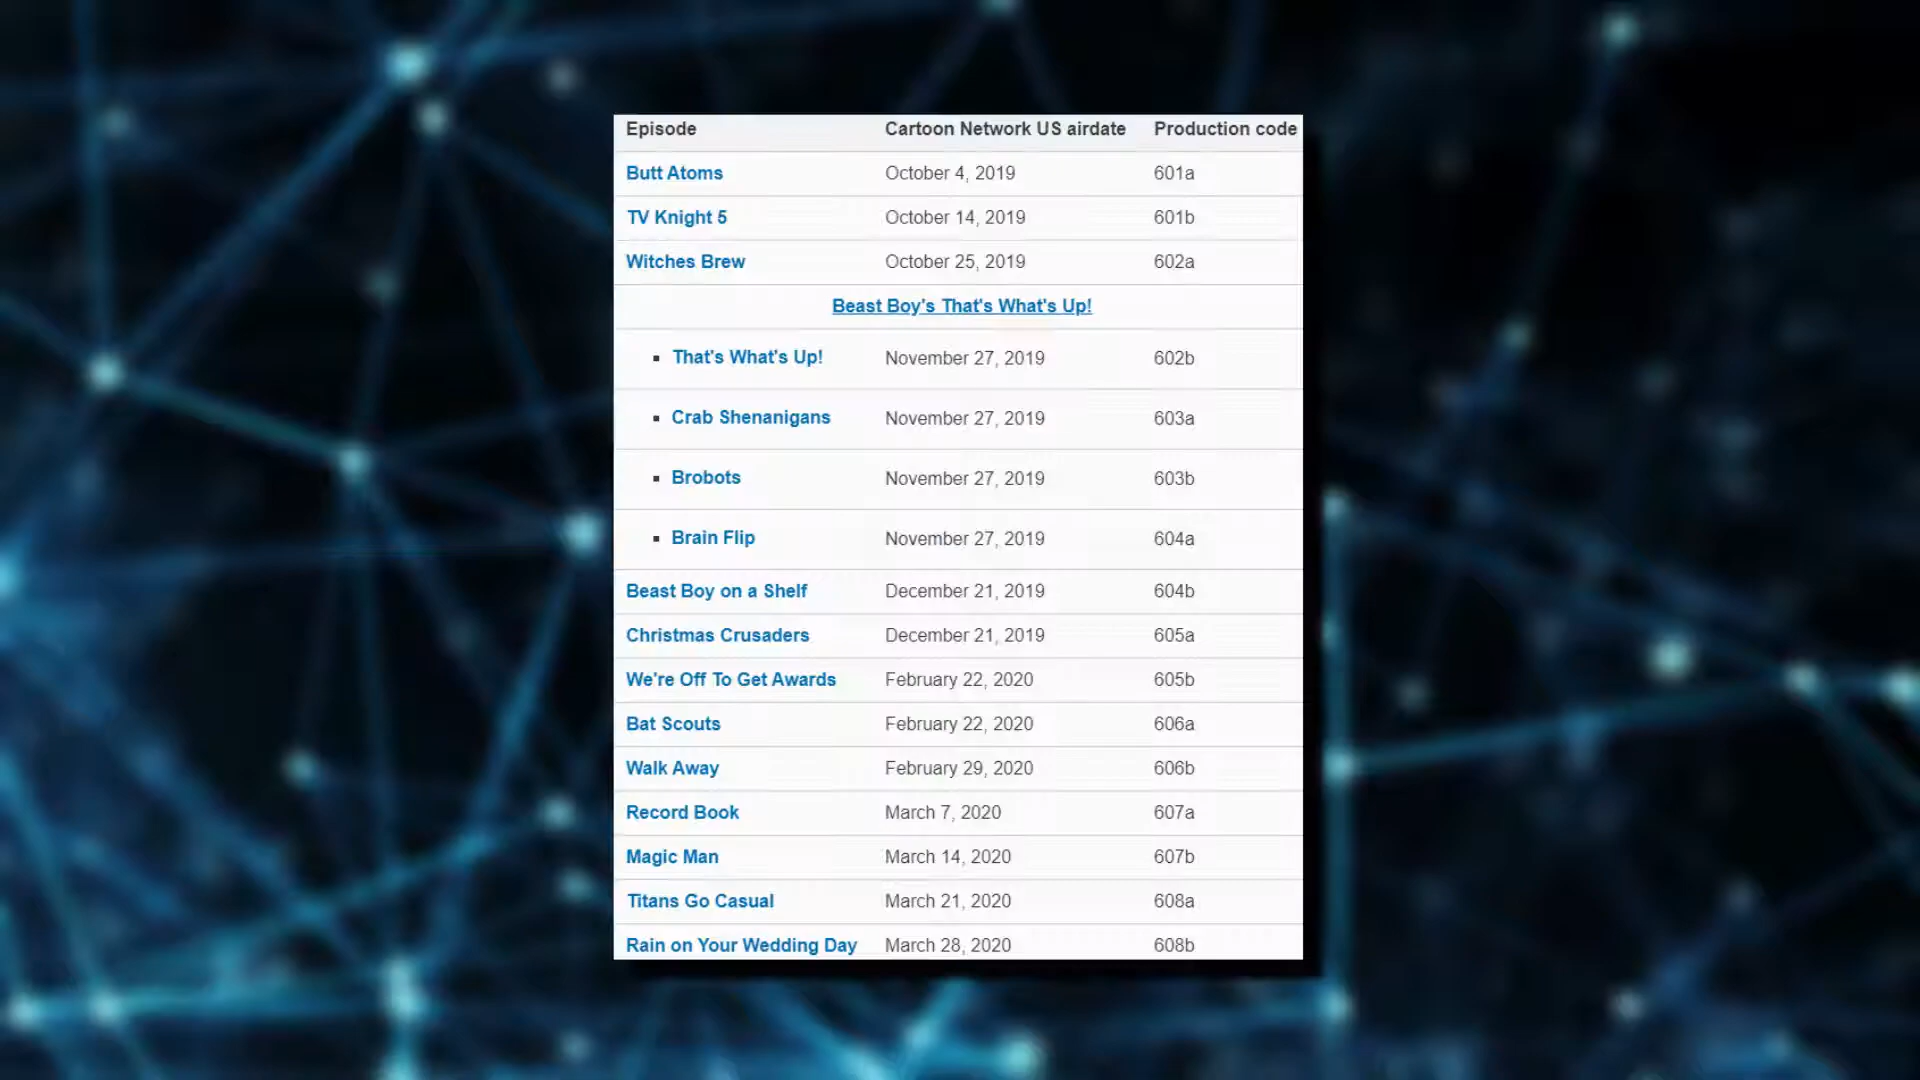 Episode Cartoon Network US airdate Production code
Butt Atoms October 4, 2019 601a
TV Knight 5 October 14, 2019 601b
Witches Brew October 25, 2019 602a
Beast Boy's That's What's Up!
▪ That's What's Up! November 27, 2019 602b
▪ Crab Shenanigans November 27, 2019 603a
▪ Brobots November 27, 2019 603b
▪ Brain Flip November 27, 2019 604a
Beast Boy on a Shelf December 21, 2019 604b
Christmas Crusaders December 21, 2019 605a
We're Off To Get Awards February 22, 2020 605b
Bat Scouts February 22, 2020 606a
Walk Away February 29, 2020 606b
Record Book March 7, 2020 607a
Magic Man March 14, 2020 607b
Titans Go Casual March 21, 2020 608a
Rain on Your Wedding Day March 28, 2020 608b